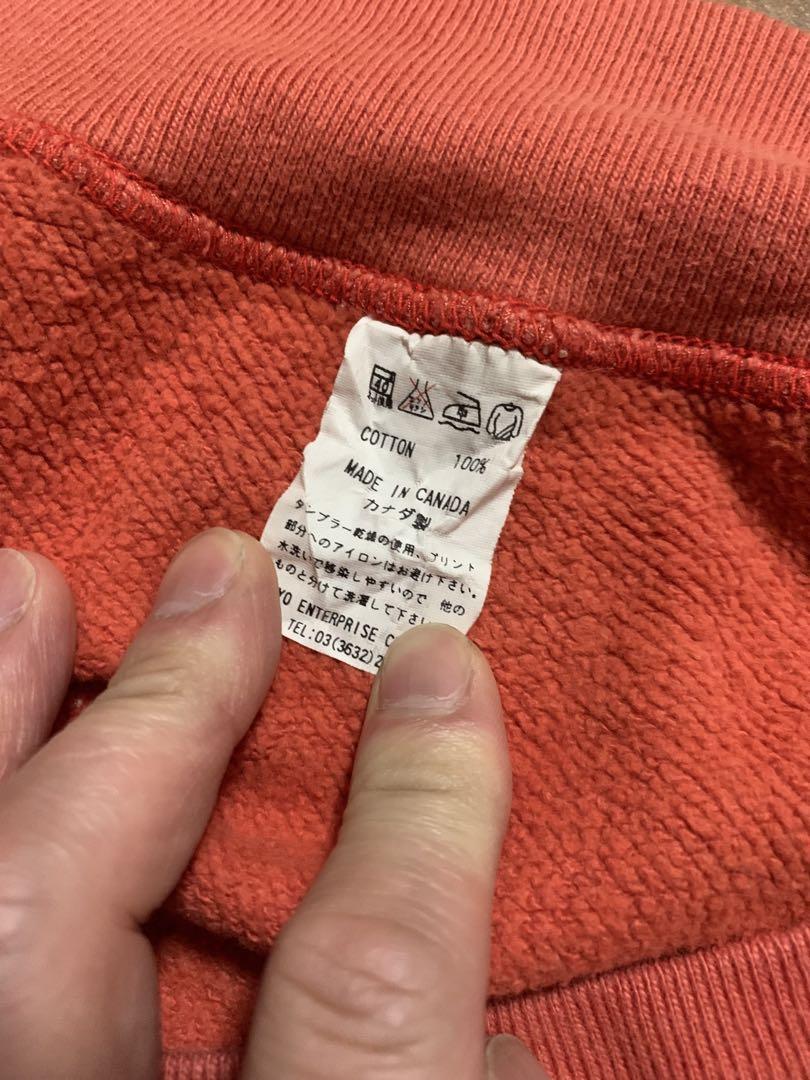 40
中
COTTON 100%
MADE IN CANADA
カナダ製
タンブラー乾燥の使用、プリント
部分へのアイロンはお避け下さい。
水洗いで移染しやすいので 他の
ものと分けて洗濯して下さい
YO ENTERPRISE C
TEL:03(3632)2